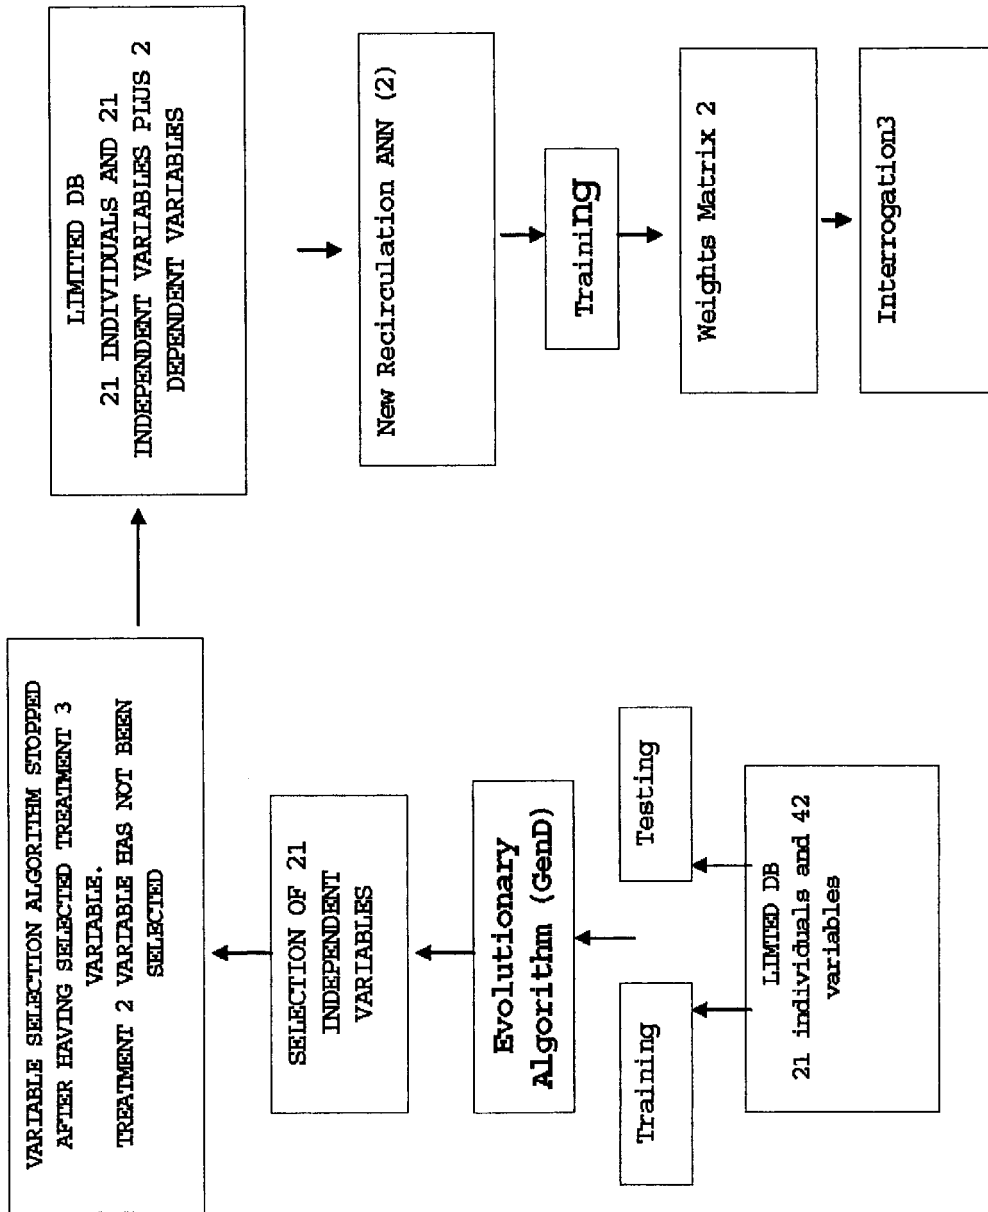 VARIABLE SELECTION ALGORITHM STOPPED
AFTER HAVING SELECTED TREATMENT 3
VARIABLE.
TREATMENT 2 VARIABLE HAS NOT BEEN
SELECTED
SELECTION OF 21
INDEPENDENT
VARIABLES
Evolutionary
Algorithm (GenD)
Training
Testing
LIMITED DB
21 individuals and 42
variables
LIMITED DB
21 INDIVIDUALS AND 21
INDEPENDENT VARIABLES PLUS 2
DEPENDENT VARIABLES
New Recirculation ANN (2)
Training
Weights Matrix 2
Interrogation3